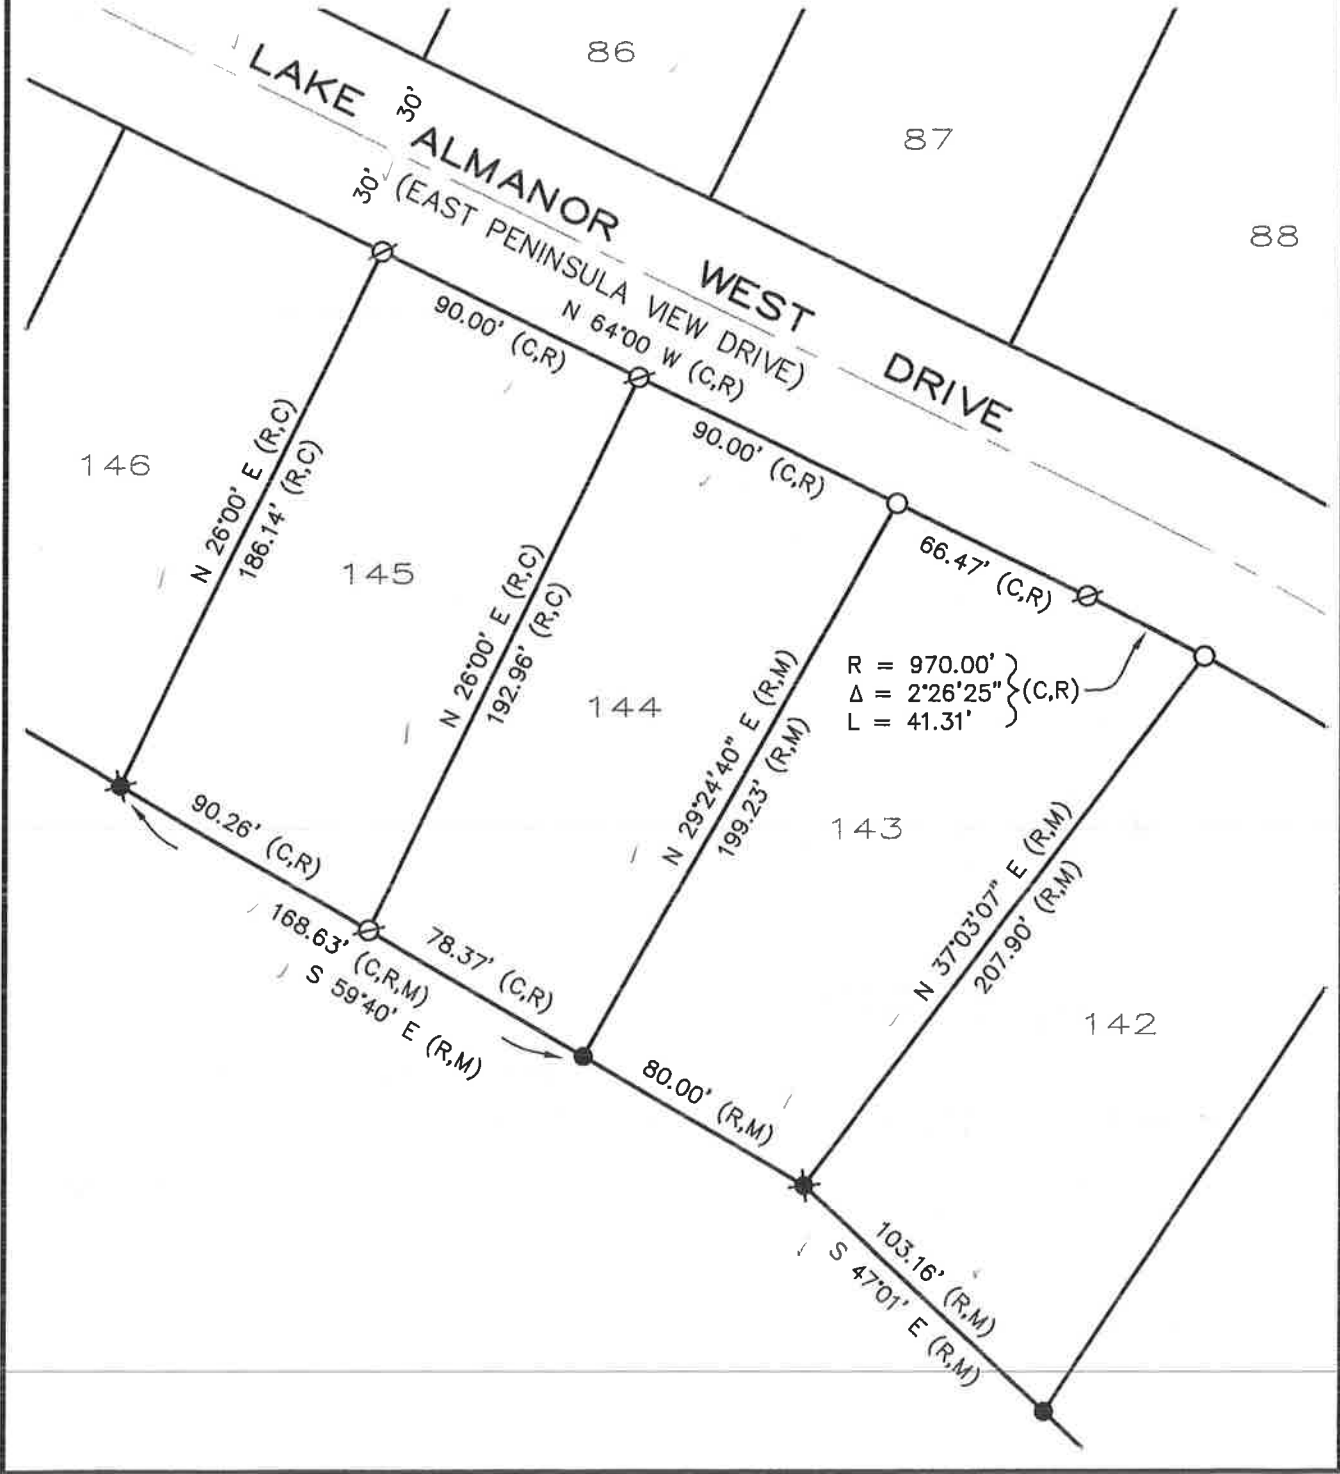 86
87
88
LAKE ALMANOR WEST DRIVE
30'
30'
(EAST PENINSULA VIEW DRIVE)
N 64°00 W (C,R)
90.00' (C,R)
90.00' (C,R)
66.47' (C,R)
R = 970.00'
Δ = 2°26'25" (C,R)
L = 41.31'
146
N 26°00' E (R,C)
186.14' (R,C)
145
N 26°00' E (R,C)
192.96' (R,C)
144
N 29°24'40" E (R,M)
199.23' (R,M)
143
N 37°03'07" E (R,M)
207.90' (R,M)
142
90.26' (C,R)
168.63' (C,R,M)
S 59°40' E (R,M)
78.37' (C,R)
80.00' (R,M)
103.16' (R,M)
S 47°01' E (R,M)